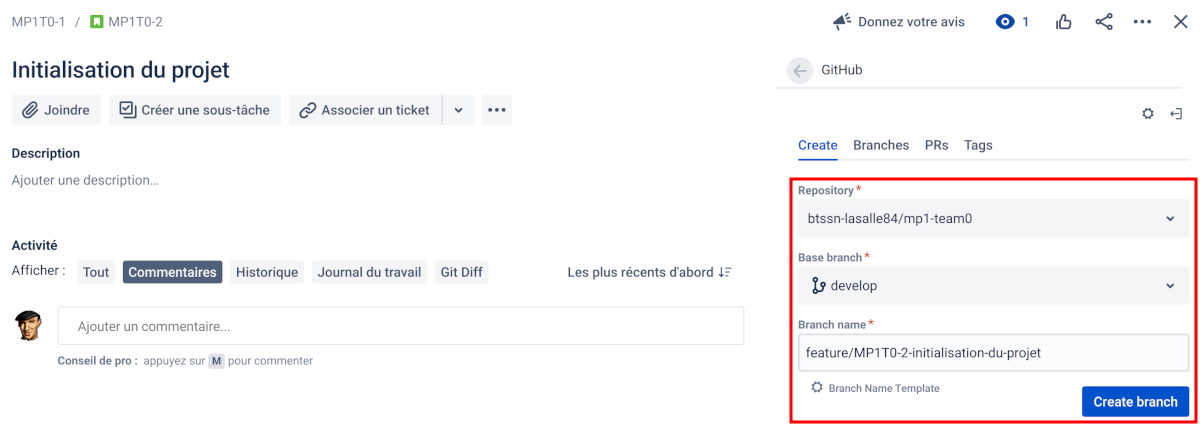 MP1T0-1 / MP1T0-2
Donnez votre avis
1
Initialisation du projet
Joindre
Créer une sous-tâche
Associer un ticket
Description
Ajouter une description...
Activité
Afficher : Tout Commentaires Historique Journal du travail Git Diff
Les plus récents d'abord
Ajouter un commentaire...
Conseil de pro : appuyez sur M pour commenter
GitHub
Create Branches PRs Tags
Repository *
btssn-lasalle84/mp1-team0
Base branch *
develop
Branch name *
feature/MP1T0-2-initialisation-du-projet
Branch Name Template
Create branch